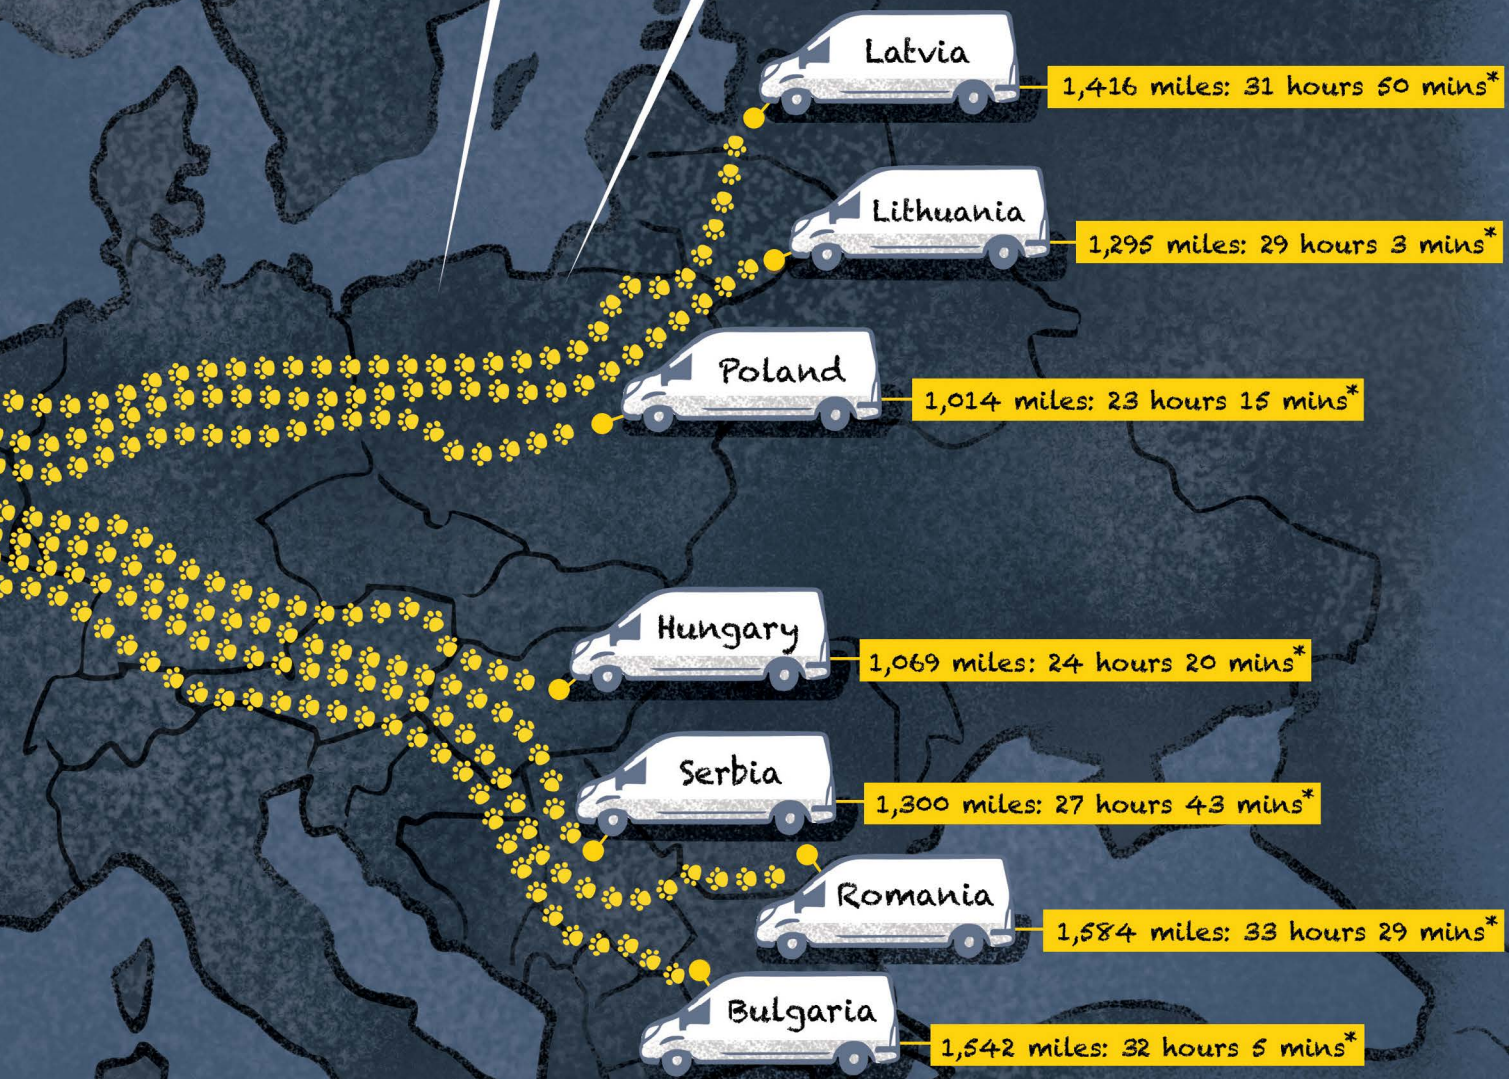 Latvia
1,416 miles: 31 hours 50 mins*
Lithuania
1,295 miles: 29 hours 3 mins*
Poland
1,014 miles: 23 hours 15 mins*
Hungary
1,069 miles: 24 hours 20 mins*
Serbia
1,300 miles: 27 hours 43 mins*
Romania
1,584 miles: 33 hours 29 mins*
Bulgaria
1,542 miles: 32 hours 5 mins*